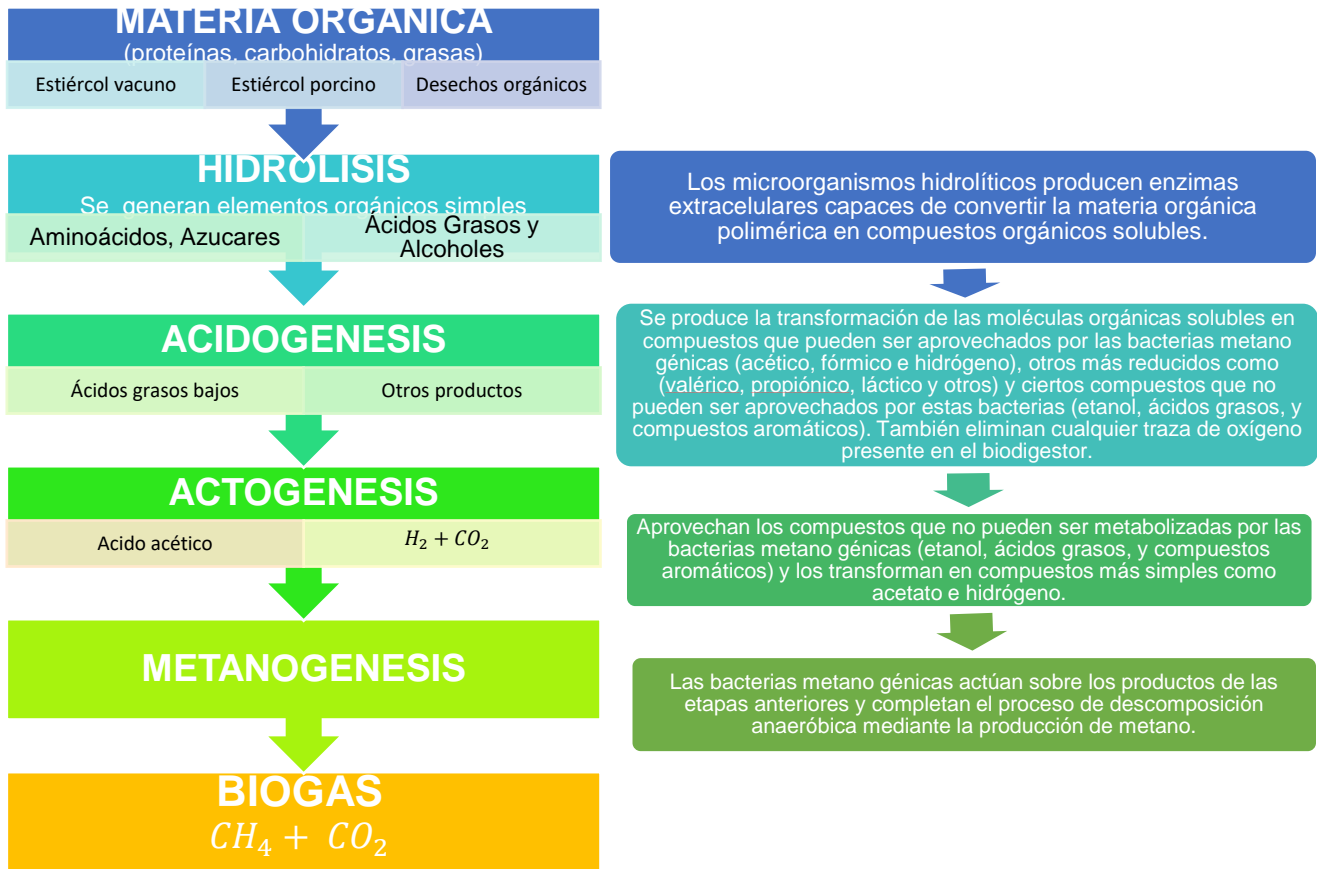 MATERIA ORGANICA
(proteínas, carbohidratos, grasas)
Estiércol vacuno
Estiércol porcino
Desechos orgánicos
HIDROLISIS
Se generan elementos orgánicos simples
Aminoácidos, Azucares
Ácidos Grasos y
Alcoholes
ACIDOGENESIS
Ácidos grasos bajos
Otros productos
ACTOGENESIS
Acido acético
H₂ + CO₂
METANOGENESIS
BIOGAS
CH₄ + CO₂
Los microorganismos hidrolíticos producen enzimas
extracelulares capaces de convertir la materia orgánica
polimérica en compuestos orgánicos solubles.
Se produce la transformación de las moléculas orgánicas solubles en
compuestos que pueden ser aprovechados por las bacterias metano
génicas (acético, fórmico e hidrógeno), otros más reducidos como
(valérico, propiónico, láctico y otros) y ciertos compuestos que no
pueden ser aprovechados por estas bacterias (etanol, ácidos grasos, y
compuestos aromáticos). También eliminan cualquier traza de oxígeno
presente en el biodigestor.
Aprovechan los compuestos que no pueden ser metabolizadas por las
bacterias metano génicas (etanol, ácidos grasos, y compuestos
aromáticos) y los transforman en compuestos más simples como
acetato e hidrógeno.
Las bacterias metano génicas actúan sobre los productos de las
etapas anteriores y completan el proceso de descomposición
anaeróbica mediante la producción de metano.